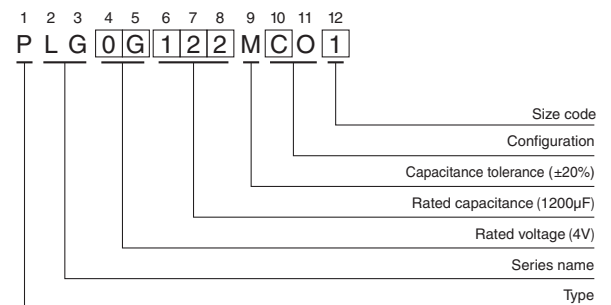 1 2 3 4 5 6 7 8 9 10 11 12
P L G 0 G 1 2 2 M C O 1
Size code
Configuration
Capacitance tolerance (±20%)
Rated capacitance (1200µF)
Rated voltage (4V)
Series name
Type